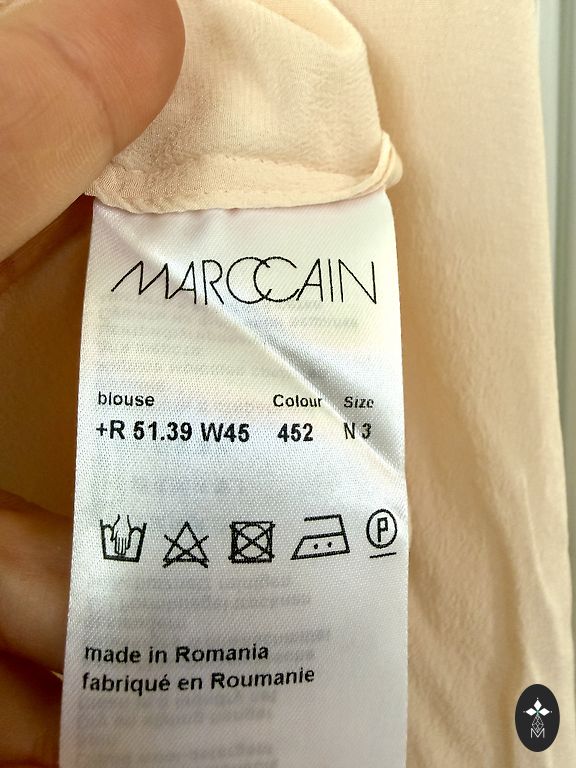 MARCCAIN
blouse Colour Size
+R 51.39 W45 452 N 3
P
made in Romania
fabriqué en Roumanie
M